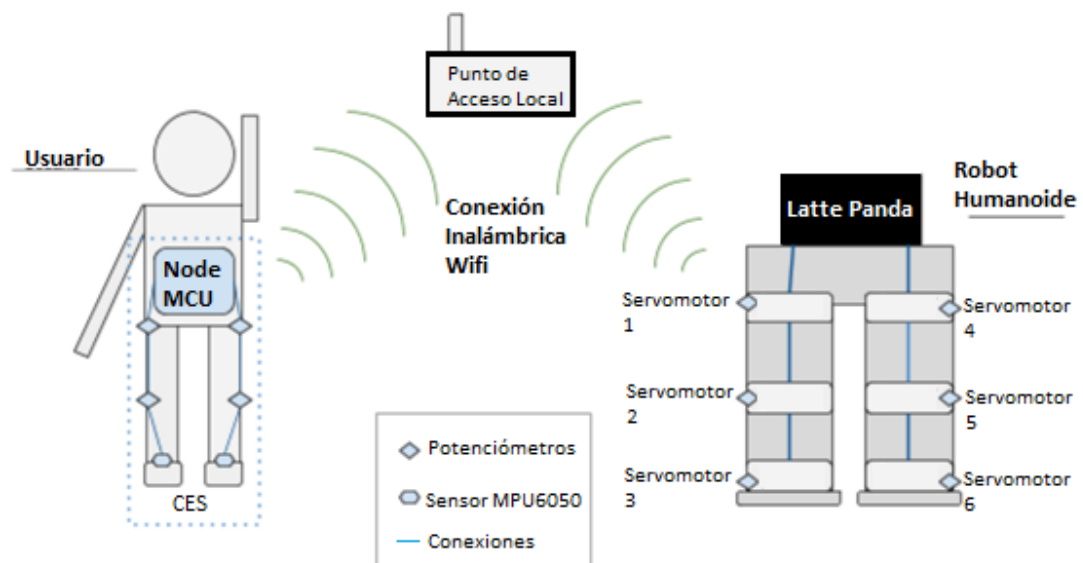 Punto de
Acceso Local
Usuario
Conexión
Inalámbrica
Wifi
Robot
Humanoide
Latte Panda
Node
MCU
Servomotor
1
Servomotor
4
Servomotor
2
Servomotor
5
Servomotor
3
Servomotor
6
CES
Potenciómetros
Sensor MPU6050
Conexiones